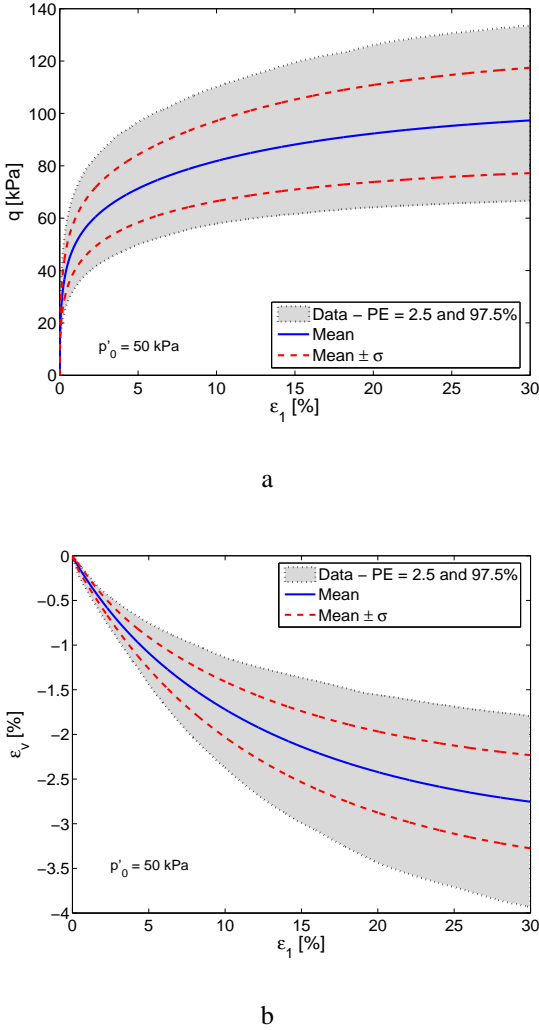 140
120
100
80
60
40
20
0
q [kPa]
Data − PE = 2.5 and 97.5%
Mean
Mean ± σ
p'0 = 50 kPa
0 5 10 15 20 25 30
ε1 [%]
a
0
−0.5
−1
−1.5
−2
−2.5
−3
−3.5
−4
εv [%]
Data − PE = 2.5 and 97.5%
Mean
Mean ± σ
p'0 = 50 kPa
0 5 10 15 20 25 30
ε1 [%]
b